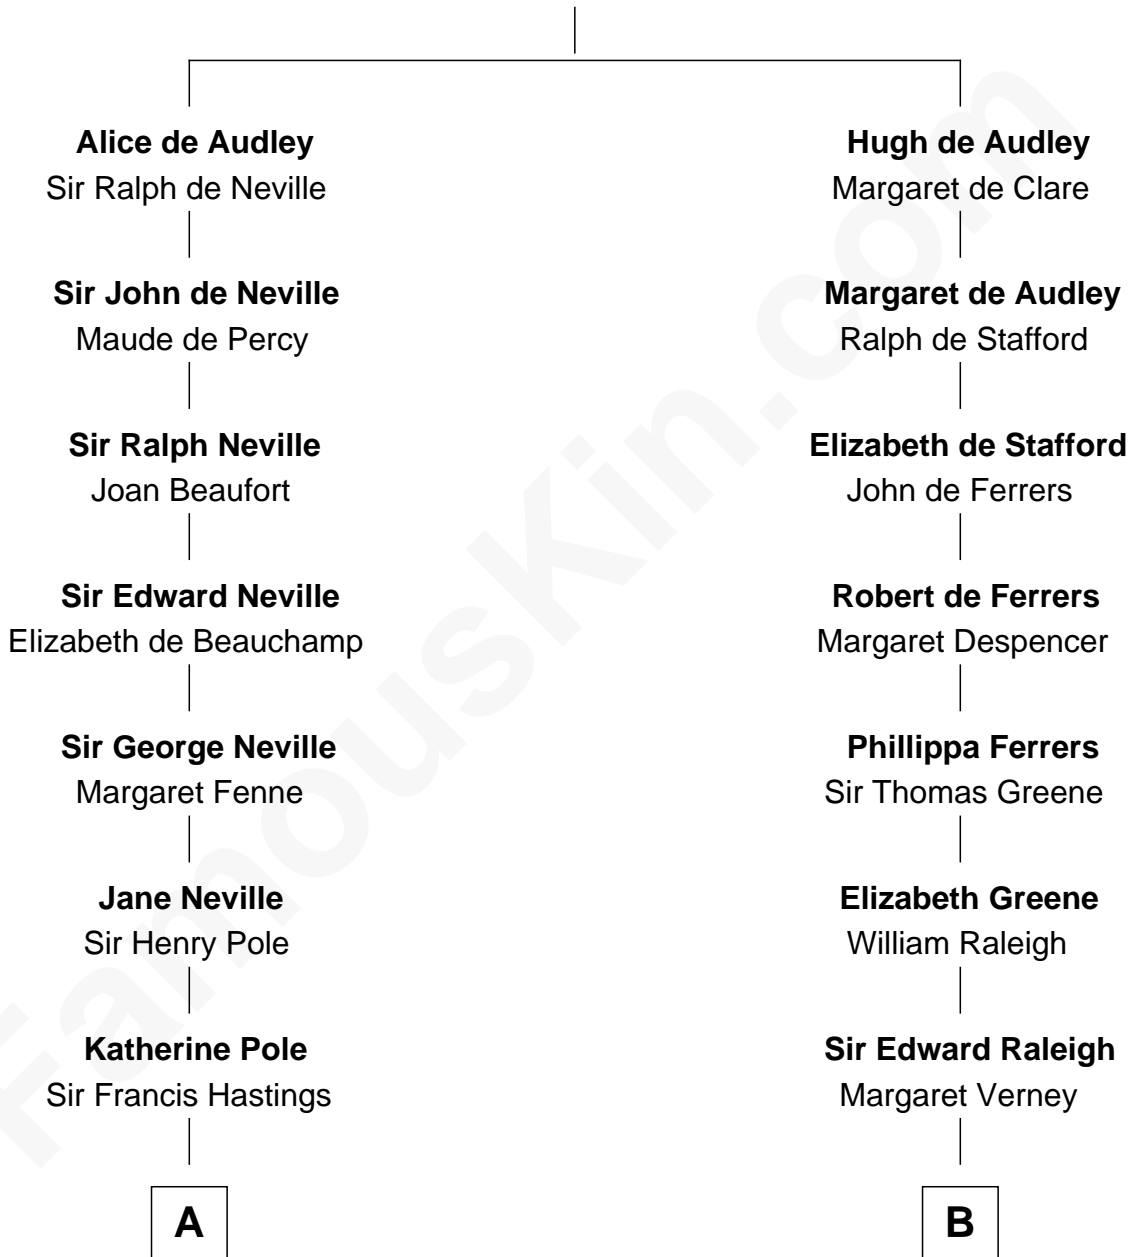 Alice de Audley
Sir Ralph de Neville
Sir John de Neville
Maude de Percy
Sir Ralph Neville
Joan Beaufort
Sir Edward Neville
Elizabeth de Beauchamp
Sir George Neville
Margaret Fenne
Jane Neville
Sir Henry Pole
Katherine Pole
Sir Francis Hastings
A
Hugh de Audley
Margaret de Clare
Margaret de Audley
Ralph de Stafford
Elizabeth de Stafford
John de Ferrers
Robert de Ferrers
Margaret Despencer
Phillippa Ferrers
Sir Thomas Greene
Elizabeth Greene
William Raleigh
Sir Edward Raleigh
Margaret Verney
B
FamousKin.com